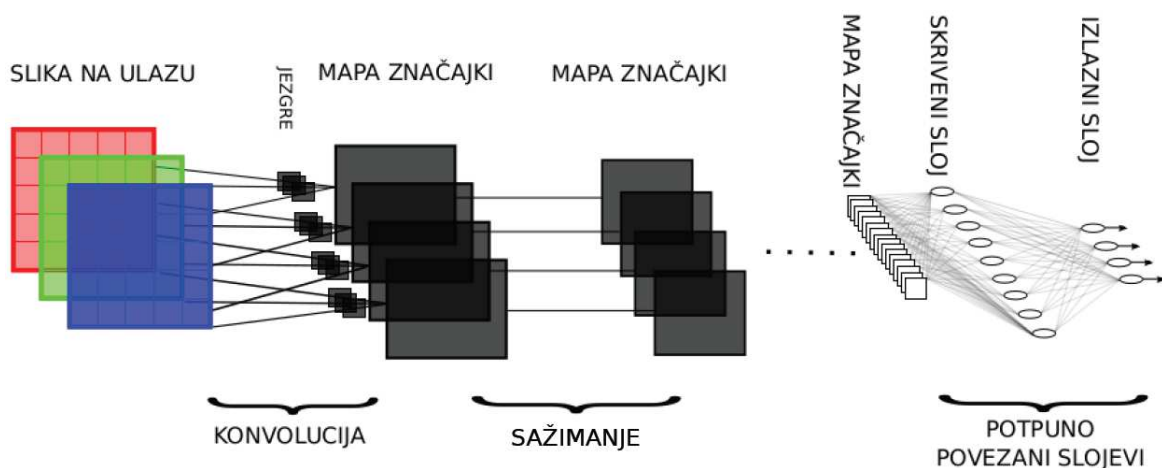 SLIKA NA ULAZU
JEZGRE
MAPA ZNAČAJKI
MAPA ZNAČAJKI
MAPA ZNAČAJKI
SKRIVENI SLOJ
IZLAZNI SLOJ
KONVOLUCIJA
SAŽIMANJE
POTPUNO
POVEZANI SLOJEVI